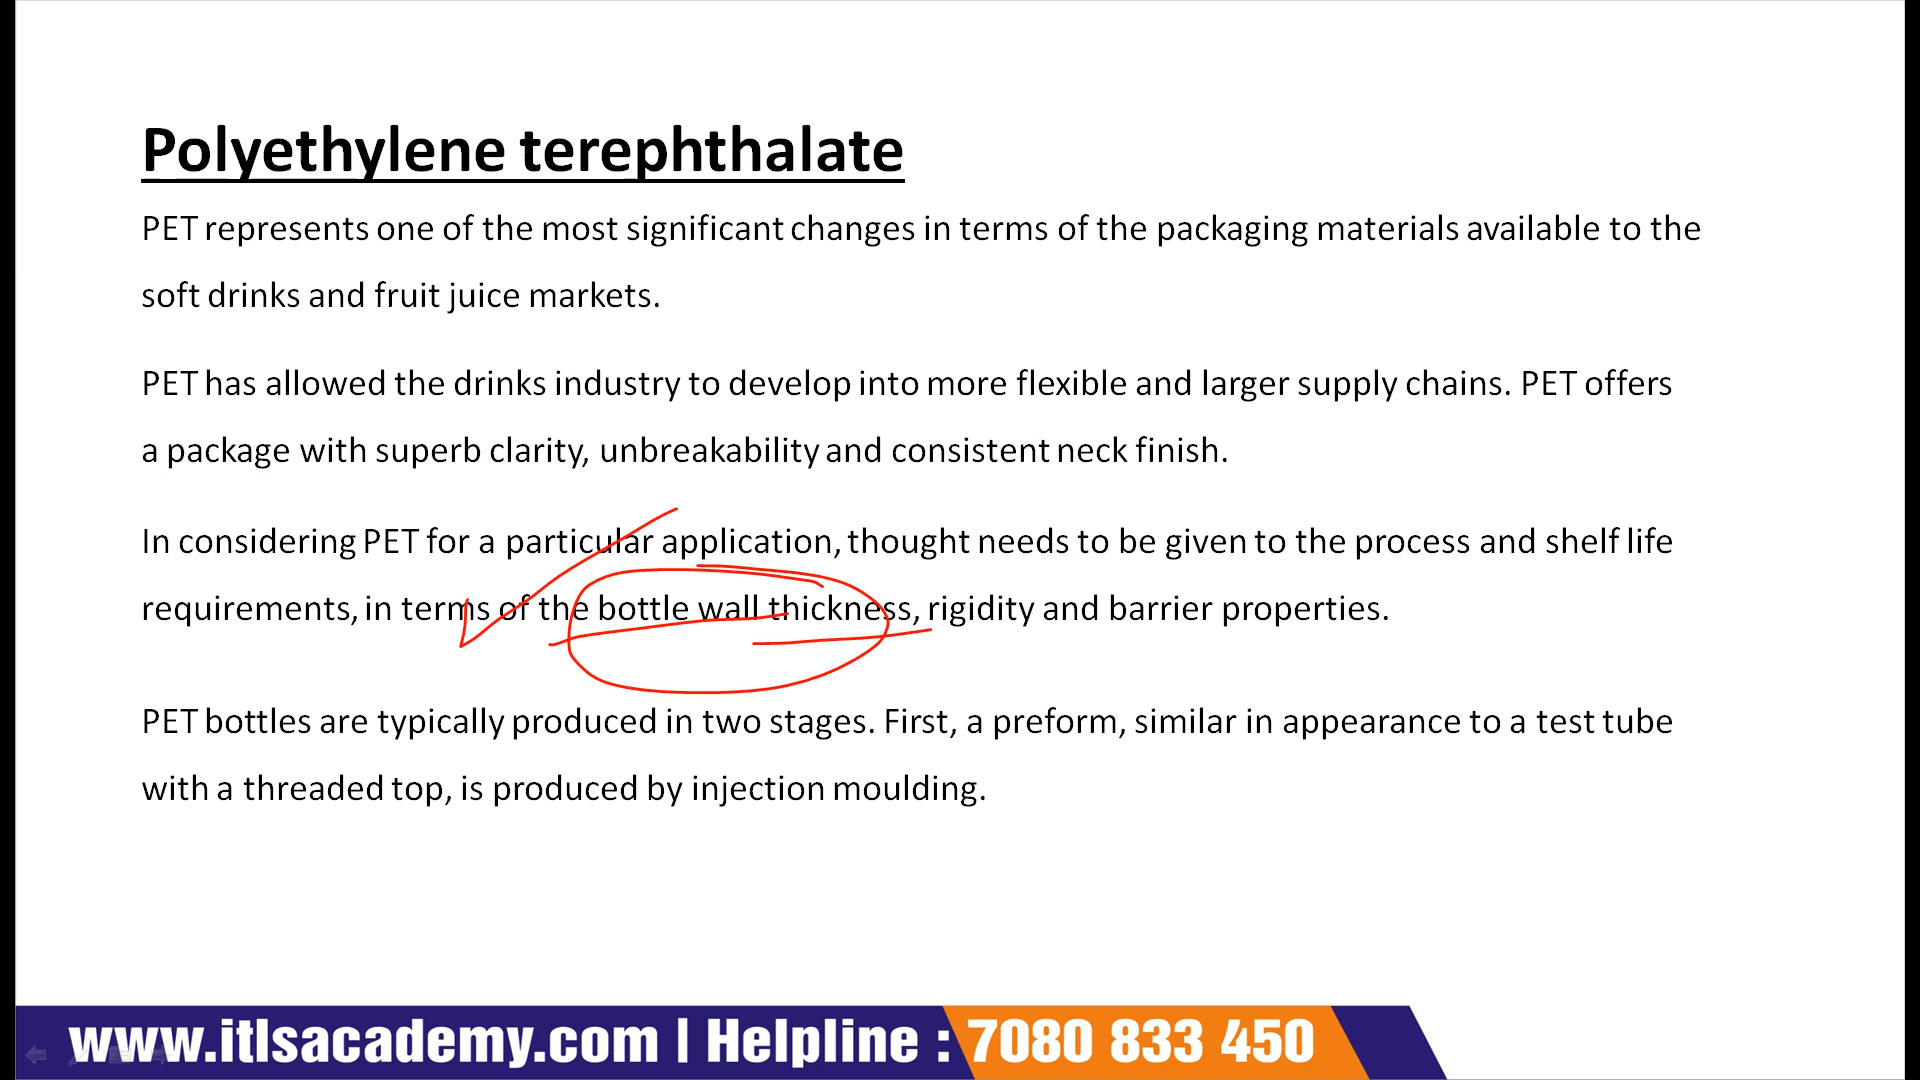 Polyethylene terephthalate
PET represents one of the most significant changes in terms of the packaging materials available to the
soft drinks and fruit juice markets.
PET has allowed the drinks industry to develop into more flexible and larger supply chains. PET offers
a package with superb clarity, unbreakability and consistent neck finish.
In considering PET for a particular application, thought needs to be given to the process and shelf life
requirements, in terms of the bottle wall thickness, rigidity and barrier properties.
PET bottles are typically produced in two stages. First, a preform, similar in appearance to a test tube
with a threaded top, is produced by injection moulding.
www.itlsacademy.com | Helpline : 7080 833 450